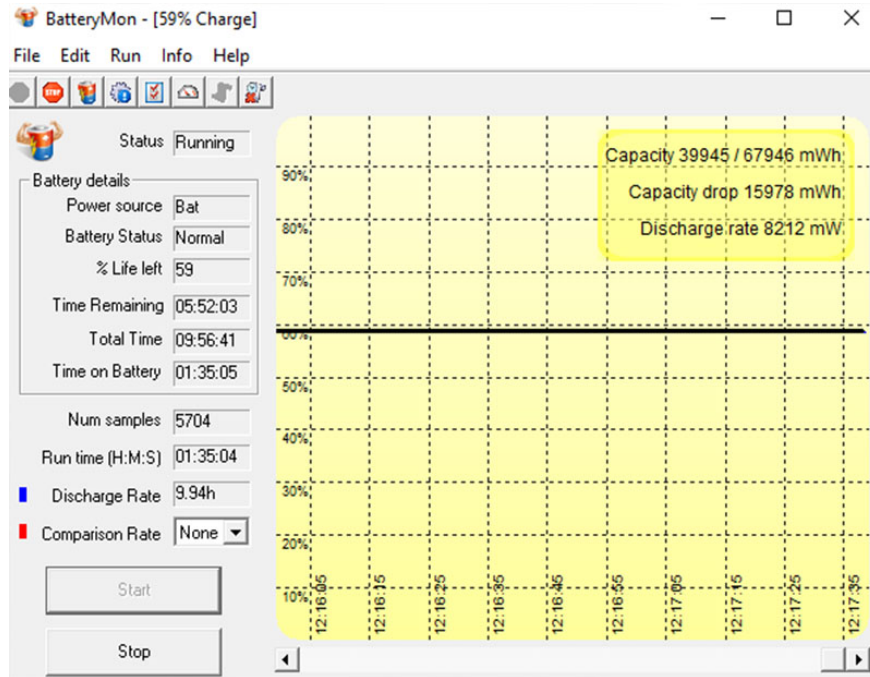 BatteryMon - [59% Charge]
File Edit Run Info Help
STOP
Status Running
Battery details
Power source Bat
Battery Status Normal
% Life left 59
Time Remaining 05:52:03
Total Time 09:56:41
Time on Battery 01:35:05
Num samples 5704
Run time (H:M:S) 01:35:04
Discharge Rate 9.94h
Comparison Rate None
Start
Stop
Capacity 39945 / 67946 mWh
Capacity drop 15978 mWh
Discharge rate 8212 mW
90%
80%
70%
60%
50%
40%
30%
20%
10%
12:16:05
12:16:15
12:16:25
12:16:35
12:16:45
12:16:55
12:17:05
12:17:15
12:17:25
12:17:35